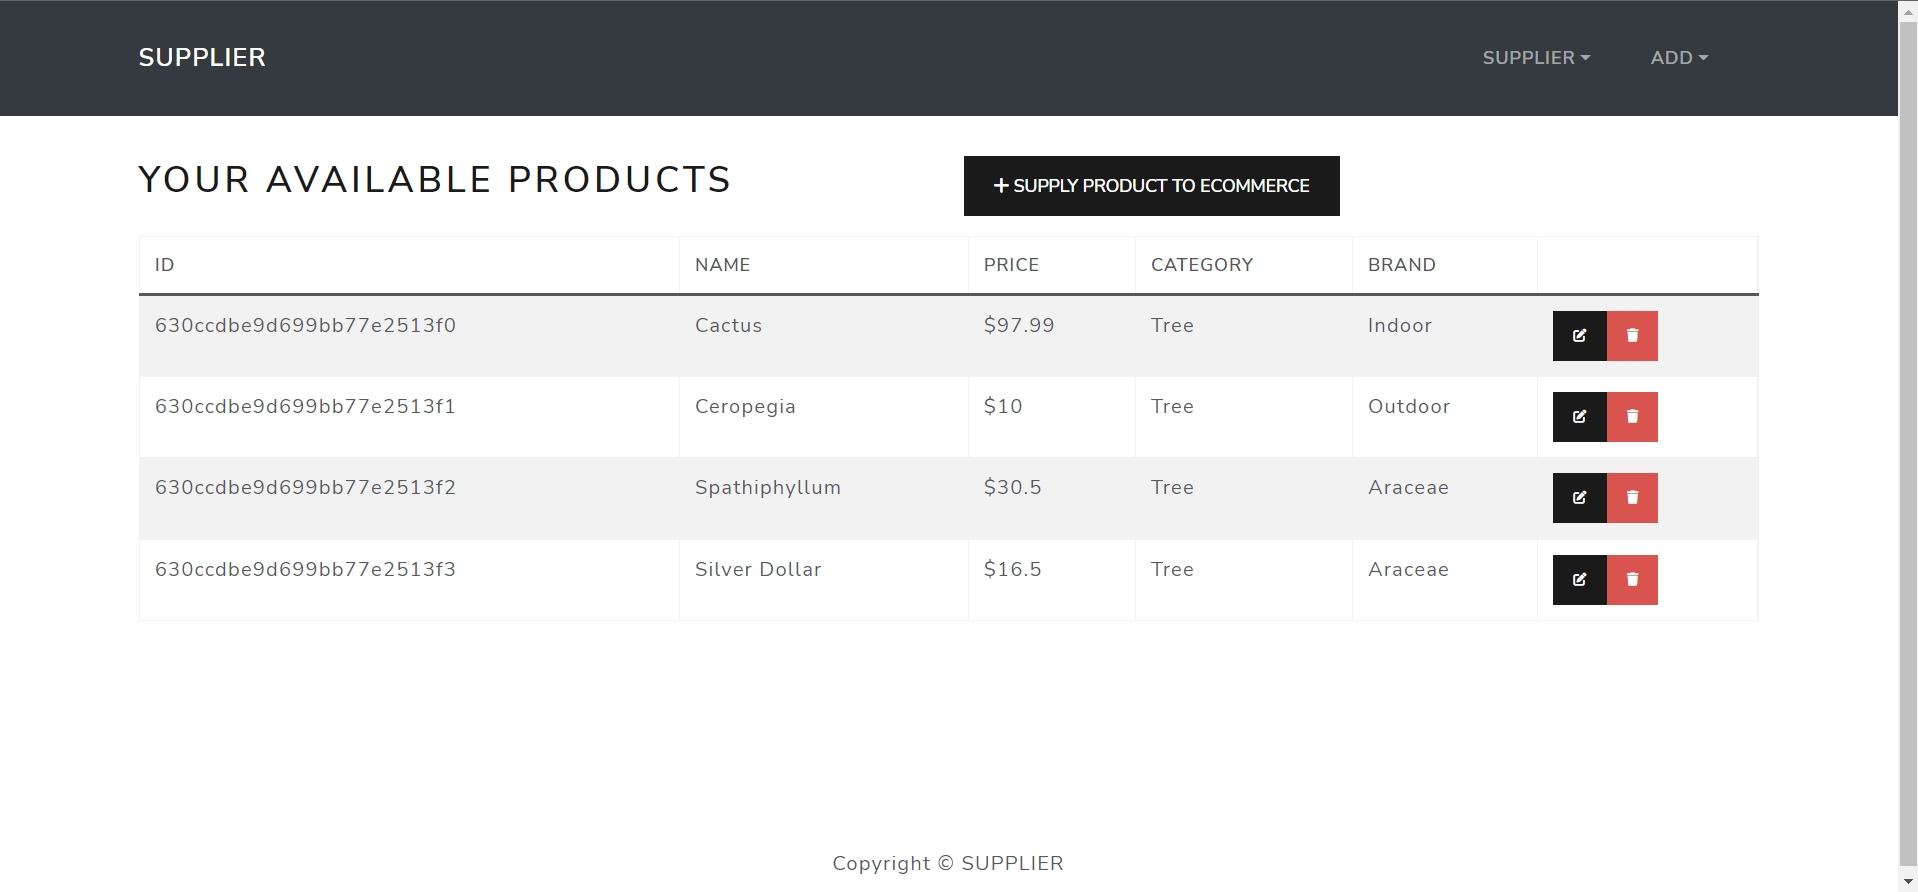 SUPPLIER SUPPLIER ADD
YOUR AVAILABLE PRODUCTS + SUPPLY PRODUCT TO ECOMMERCE
ID NAME PRICE CATEGORY BRAND
630ccdbe9d699bb77e2513f0 Cactus $97.99 Tree Indoor
630ccdbe9d699bb77e2513f1 Ceropegia $10 Tree Outdoor
630ccdbe9d699bb77e2513f2 Spathiphyllum $30.5 Tree Araceae
630ccdbe9d699bb77e2513f3 Silver Dollar $16.5 Tree Araceae
Copyright © SUPPLIER